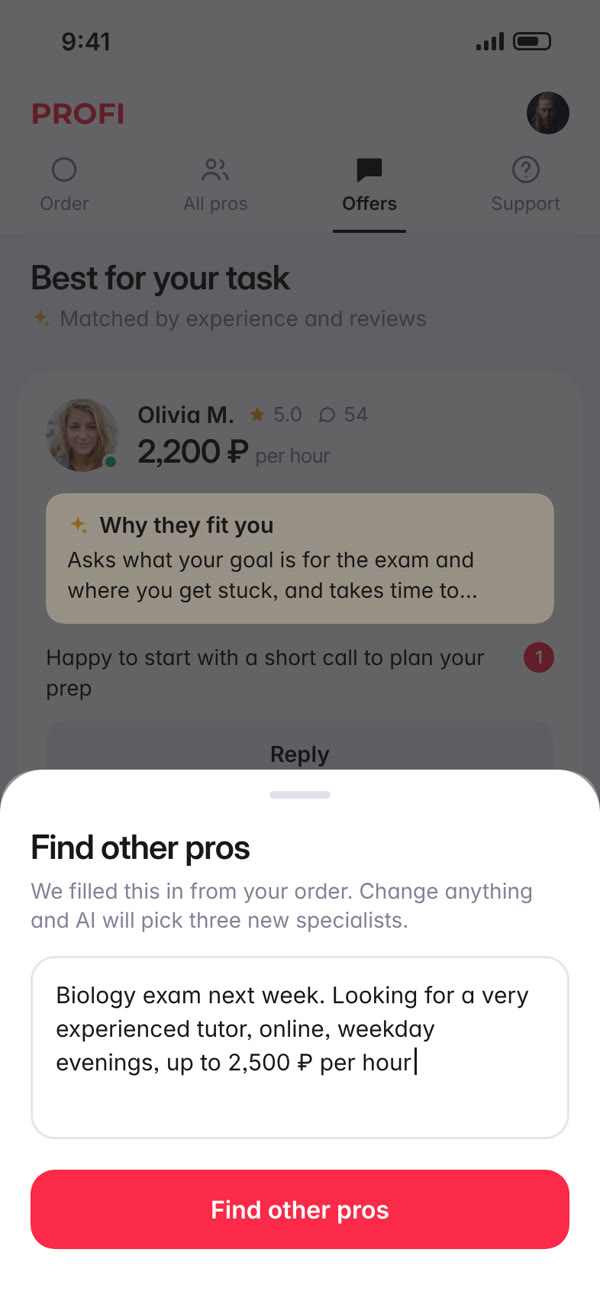 9:41
PROFI
Order
All pros
Offers
Support
Best for your task
Matched by experience and reviews
Olivia M. 5.0 54
2,200 ₽ per hour
Why they fit you
Asks what your goal is for the exam and
where you get stuck, and takes time to...
Happy to start with a short call to plan your
prep
1
Reply
Find other pros
We filled this in from your order. Change anything
and AI will pick three new specialists.
Biology exam next week. Looking for a very
experienced tutor, online, weekday
evenings, up to 2,500 ₽ per hour
Find other pros